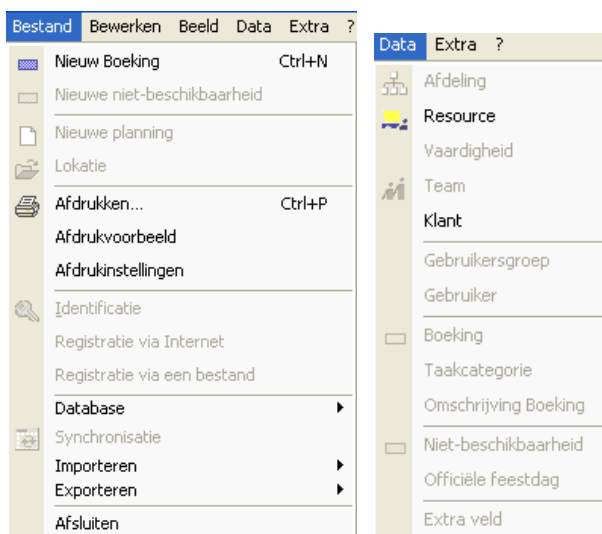 Bestand Bewerken Beeld Data Extra ?
Nieuw Boeking Ctrl+N
Nieuwe niet-beschikbaarheid
Nieuwe planning
Lokatie
Afdrukken... Ctrl+P
Afdrukvoorbeeld
Afdrukinstellingen
Identificatie
Registratie via Internet
Registratie via een bestand
Database
Synchronisatie
Importeren
Exporteren
Afsluiten
Data Extra ?
Afdeling
Resource
Vaardigheid
Team
Klant
Gebruikersgroep
Gebruiker
Boeking
Taakcategorie
Omschrijving Boeking
Niet-beschikbaarheid
Officiële feestdag
Extra veld